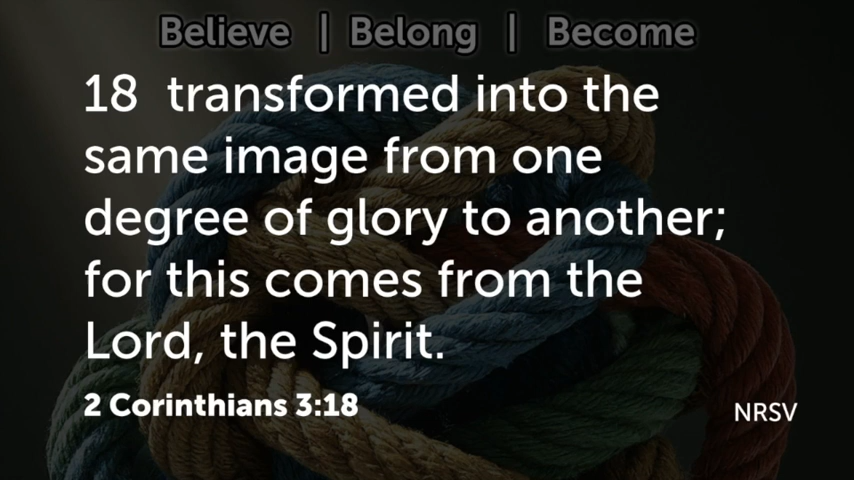 Believe | Belong | Become
18 transformed into the
same image from one
degree of glory to another;
for this comes from the
Lord, the Spirit.
2 Corinthians 3:18
NRSV